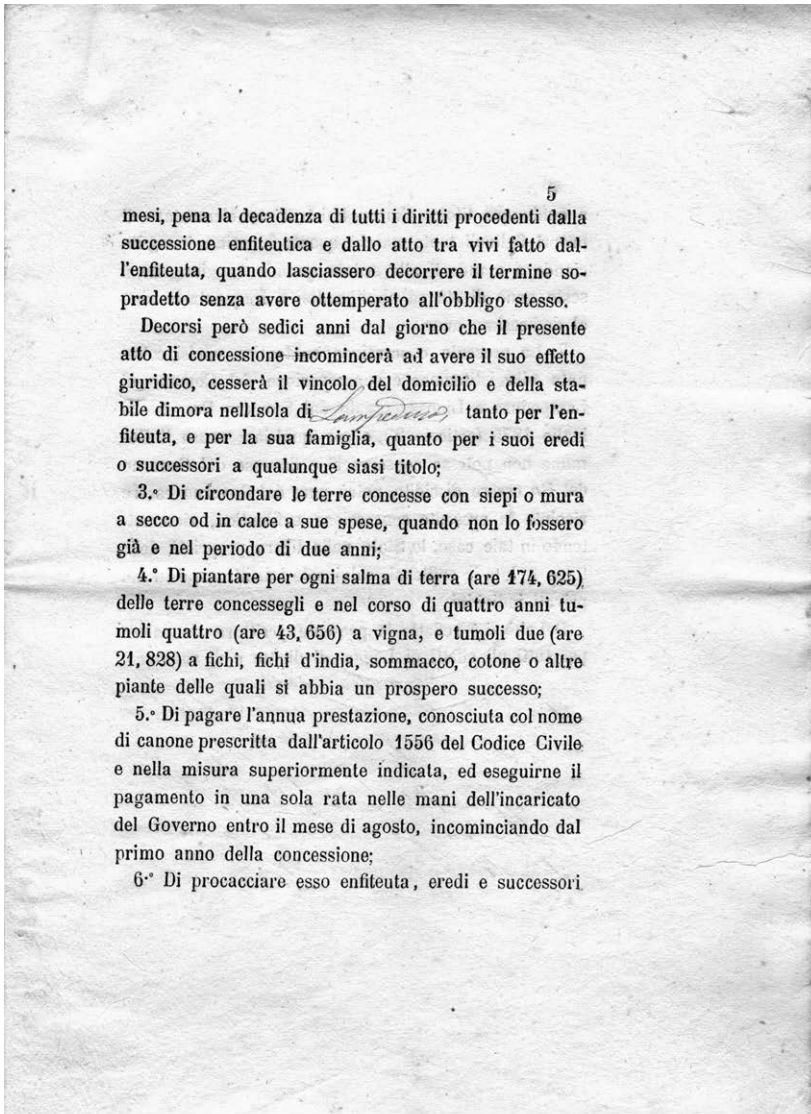 5
mesi, pena la decadenza di tutti i diritti procedenti dalla
successione enfiteutica e dallo atto tra vivi fatto dal-
l'enfiteuta, quando lasciassero decorrere il termine so-
pradetto senza avere ottemperato all'obbligo stesso.
Decorsi però sedici anni dal giorno che il presente
atto di concessione incomincerà ad avere il suo effetto
giuridico, cesserà il vincolo del domicilio e della sta-
bile dimora nellIsola di Lampedusa, tanto per l'en-
fiteuta, e per la sua famiglia, quanto per i suoi eredi
o successori a qualunque siasi titolo;
3.° Di circondare le terre concesse con siepi o mura
a secco od in calce a sue spese, quando non lo fossero
già e nel periodo di due anni;
4.° Di piantare per ogni salma di terra (are 174, 625)
delle terre concessegli e nel corso di quattro anni tu-
moli quattro (are 43, 656) a vigna, e tumoli due (are
21, 828) a fichi, fichi d'india, sommacco, cotone o altre
piante delle quali si abbia un prospero successo;
5.° Di pagare l'annua prestazione, conosciuta col nome
di canone prescritta dall'articolo 1556 del Codice Civile
e nella misura superiormente indicata, ed eseguirne il
pagamento in una sola rata nelle mani dell'incaricato
del Governo entro il mese di agosto, incominciando dal
primo anno della concessione;
6.° Di procacciare esso enfiteuta, eredi e successori